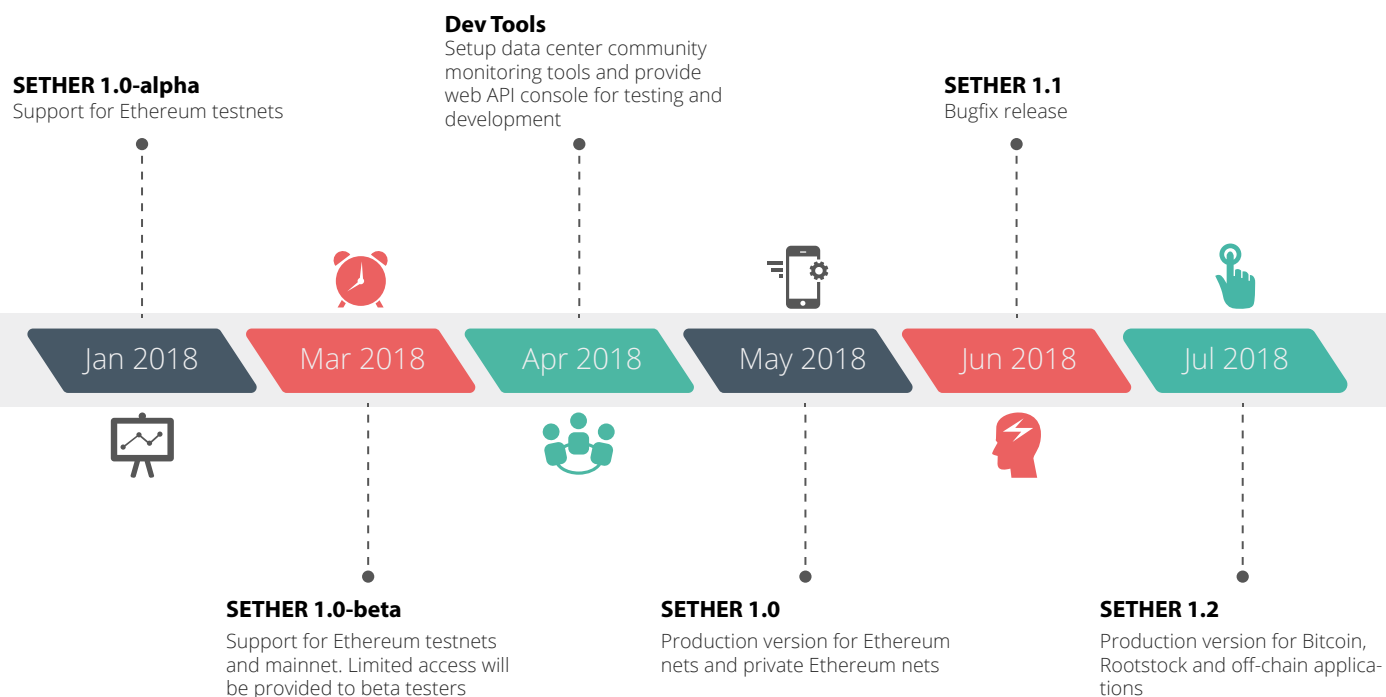 Dev Tools
Setup data center community
monitoring tools and provide
web API console for testing and
development
SETHER 1.0-alpha
Support for Ethereum testnets
SETHER 1.1
Bugfix release
Jan 2018
Mar 2018
Apr 2018
May 2018
Jun 2018
Jul 2018
SETHER 1.0-beta
Support for Ethereum testnets
and mainnet. Limited access will
be provided to beta testers
SETHER 1.0
Production version for Ethereum
nets and private Ethereum nets
SETHER 1.2
Production version for Bitcoin,
Rootstock and off-chain applica-
tions